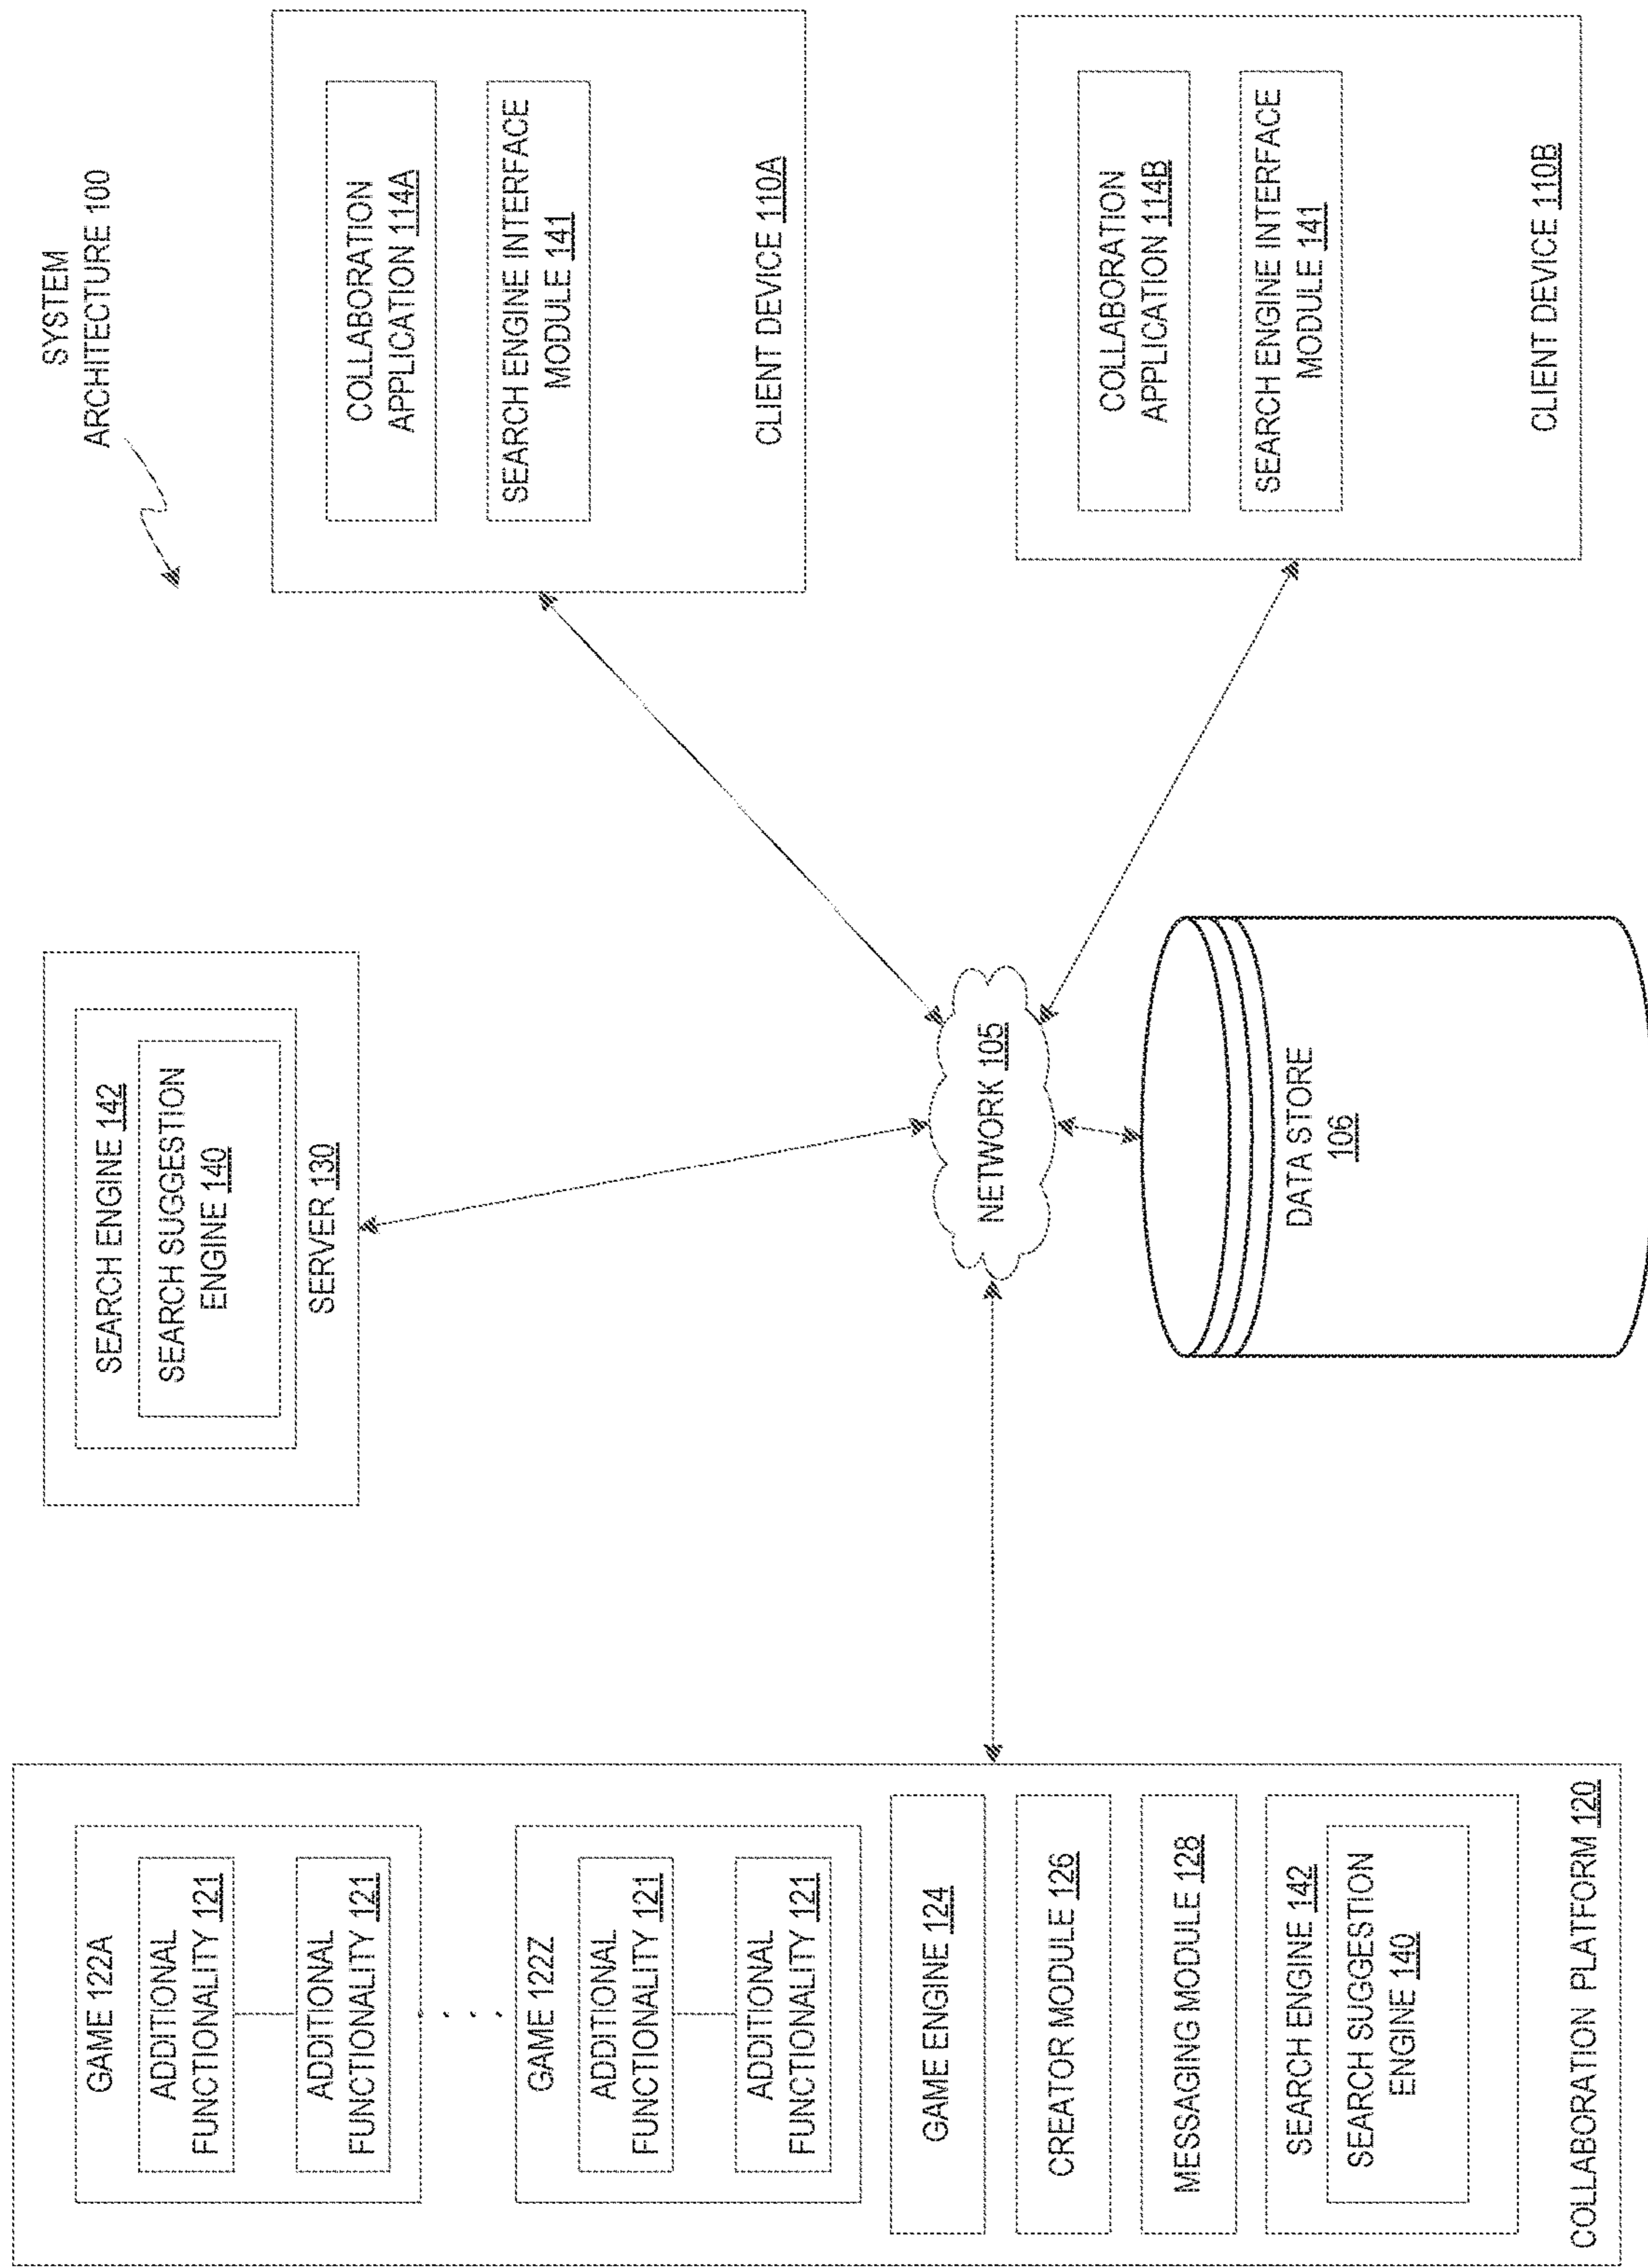 SYSTEM
ARCHITECTURE 100
GAME 122A
ADDITIONAL
FUNCTIONALITY 121
ADDITIONAL
FUNCTIONALITY 121
. . .
GAME 122Z
ADDITIONAL
FUNCTIONALITY 121
ADDITIONAL
FUNCTIONALITY 121
GAME ENGINE 124
CREATOR MODULE 126
MESSAGING MODULE 128
SEARCH ENGINE 142
SEARCH SUGGESTION
ENGINE 140
COLLABORATION PLATFORM 120
SEARCH ENGINE 142
SEARCH SUGGESTION
ENGINE 140
SERVER 130
NETWORK 105
DATA STORE
106
COLLABORATION
APPLICATION 114A
SEARCH ENGINE INTERFACE
MODULE 141
CLIENT DEVICE 110A
COLLABORATION
APPLICATION 114B
SEARCH ENGINE INTERFACE
MODULE 141
CLIENT DEVICE 110B